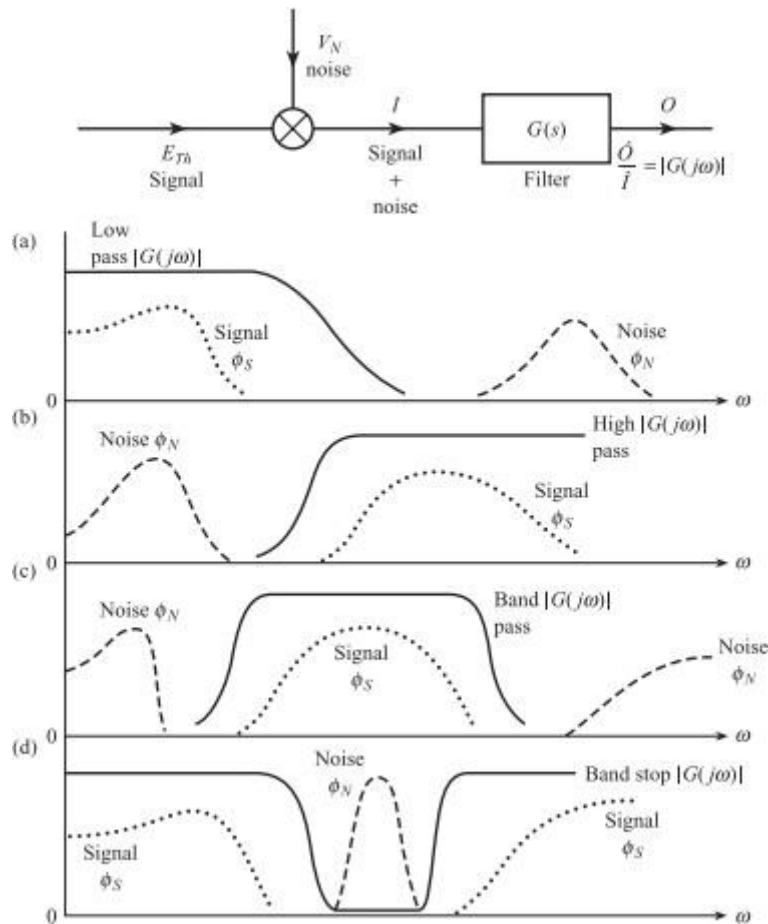 V_N
noise
I
G(s)
O
E_Th
Signal
Signal
+
noise
Filter
Ô/Î = |G(jω)|
(a)
Low
pass |G(jω)|
Signal
ϕ_S
Noise
ϕ_N
0
ω
(b)
Noise ϕ_N
High |G(jω)|
pass
Signal
ϕ_S
0
ω
(c)
Noise ϕ_N
Band |G(jω)|
pass
Signal
ϕ_S
Noise
ϕ_N
0
ω
(d)
Noise
ϕ_N
Band stop |G(jω)|
Signal
ϕ_S
Signal
ϕ_S
0
ω